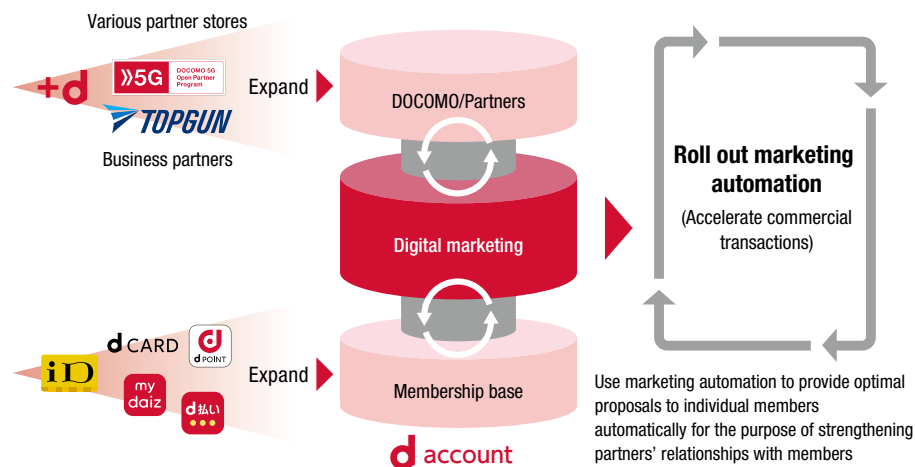 Various partner stores
+d
5G
DOCOMO 5G
Open Partner
Program
TOPGUN
Business partners
Expand
DOCOMO/Partners
Digital marketing
Roll out marketing
automation
(Accelerate commercial
transactions)
iD
d CARD
d
d POINT
my
daiz
d払い
Expand
Membership base
d account
Use marketing automation to provide optimal
proposals to individual members
automatically for the purpose of strengthening
partners' relationships with members